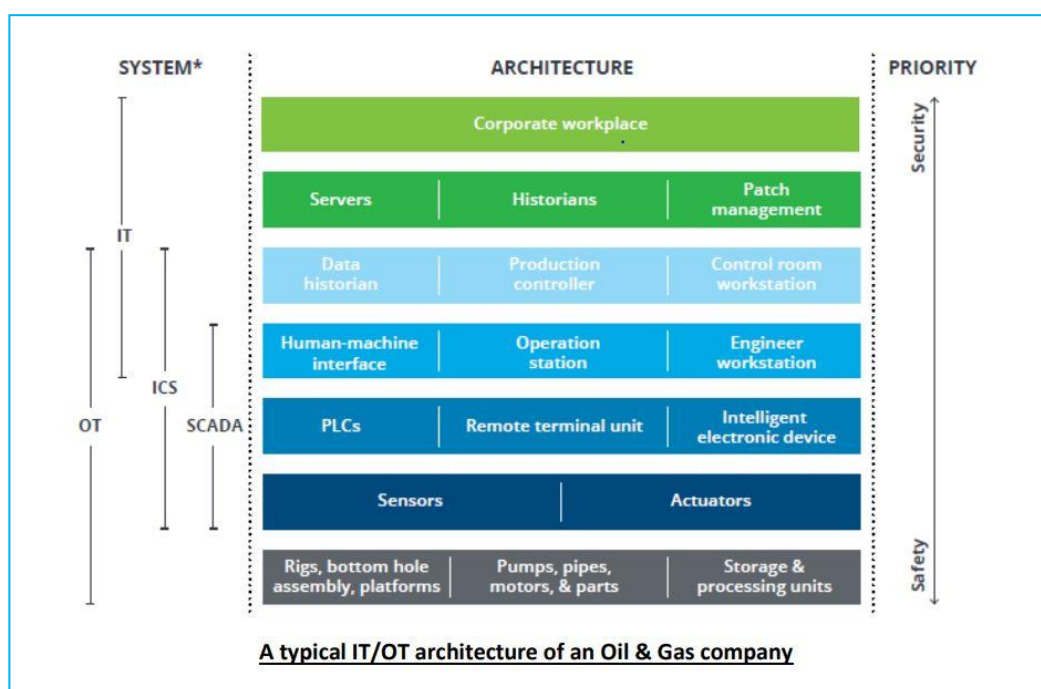 SYSTEM*
ARCHITECTURE
PRIORITY
Corporate workplace
Servers
Historians
Patch
management
Data
historian
Production
controller
Control room
workstation
Human-machine
interface
Operation
station
Engineer
workstation
PLCs
Remote terminal unit
Intelligent
electronic device
Sensors
Actuators
Rigs, bottom hole
assembly, platforms
Pumps, pipes,
motors, & parts
Storage &
processing units
IT
ICS
OT
SCADA
Security
Safety
A typical IT/OT architecture of an Oil & Gas company